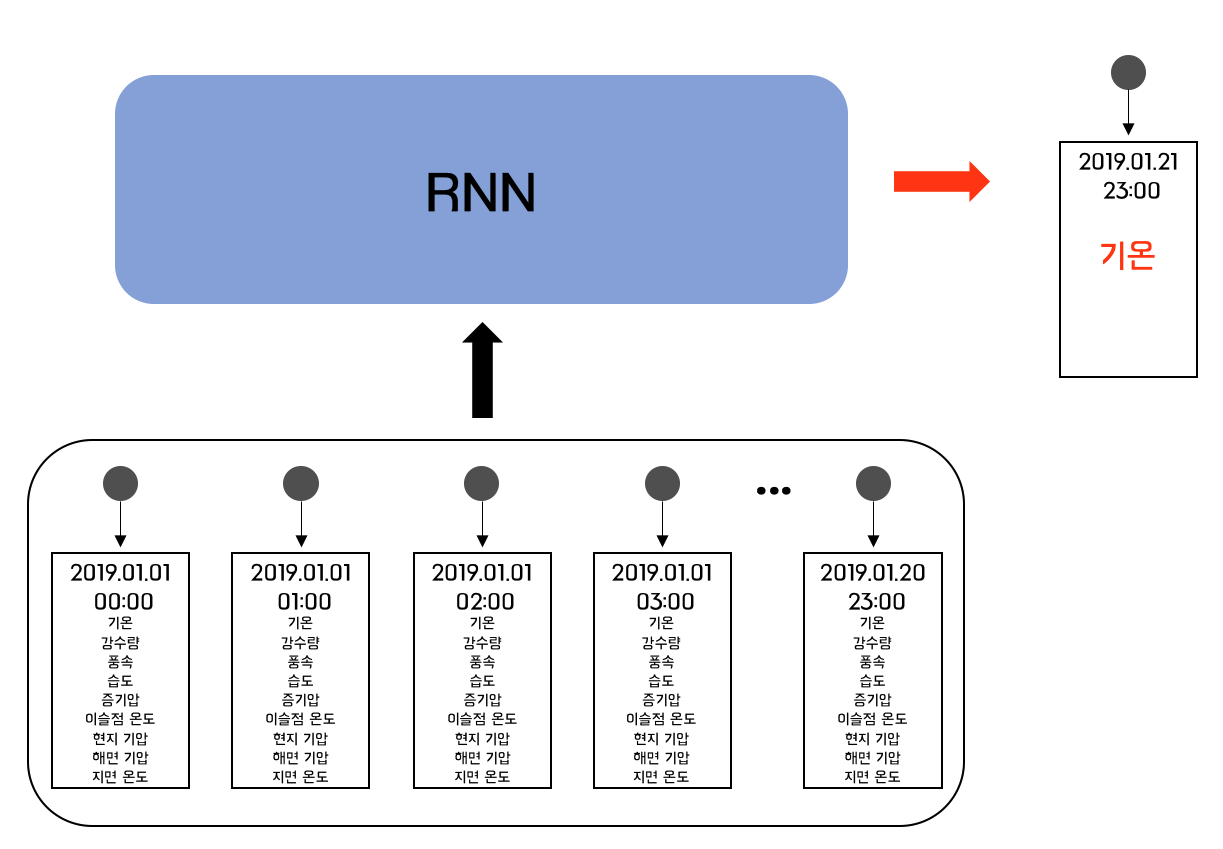 RNN
2019.01.21
23:00
기온
...
2019.01.01
00:00
기온
강수량
풍속
습도
증기압
이슬점 온도
현지 기압
해면 기압
지면 온도
2019.01.01
01:00
기온
강수량
풍속
습도
증기압
이슬점 온도
현지 기압
해면 기압
지면 온도
2019.01.01
02:00
기온
강수량
풍속
습도
증기압
이슬점 온도
현지 기압
해면 기압
지면 온도
2019.01.01
03:00
기온
강수량
풍속
습도
증기압
이슬점 온도
현지 기압
해면 기압
지면 온도
2019.01.20
23:00
기온
강수량
풍속
습도
증기압
이슬점 온도
현지 기압
해면 기압
지면 온도